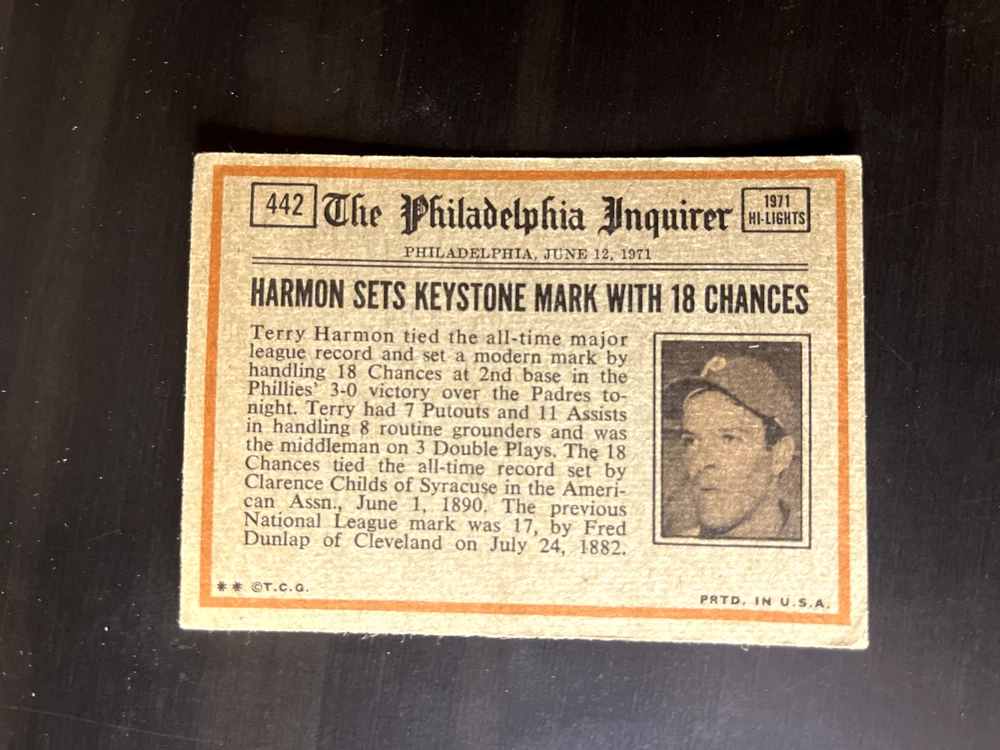 442 The Philadelphia Inquirer 1971 HI-LIGHTS
PHILADELPHIA, JUNE 12, 1971
HARMON SETS KEYSTONE MARK WITH 18 CHANCES
Terry Harmon tied the all-time major
league record and set a modern mark by
handling 18 Chances at 2nd base in the
Phillies' 3-0 victory over the Padres to-
night. Terry had 7 Putouts and 11 Assists
in handling 8 routine grounders and was
the middleman on 3 Double Plays. The 18
Chances tied the all-time record set by
Clarence Childs of Syracuse in the Ameri-
can Assn., June 1, 1890. The previous
National League mark was 17, by Fred
Dunlap of Cleveland on July 24, 1882.
P
** ©T.C.G.
PRTD. IN U.S.A.